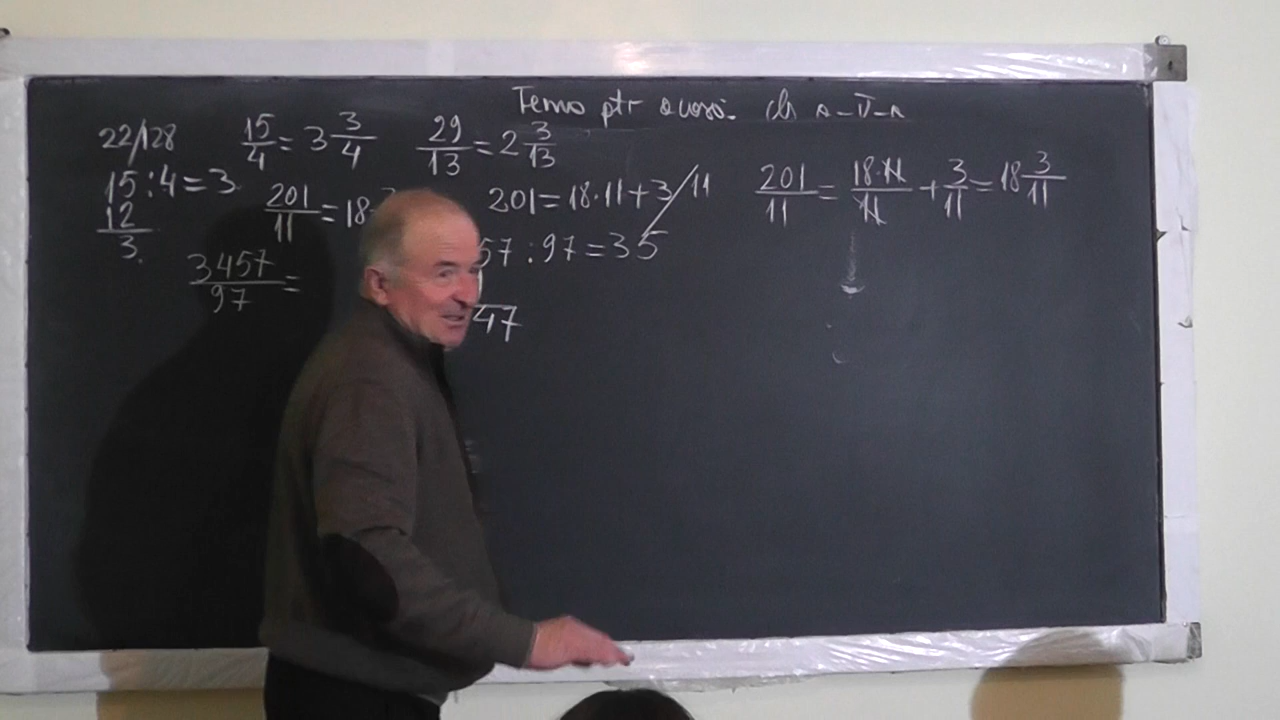 Tema ptr acasă. cls a-V-a
22/128 15/4 = 3 3/4 29/13 = 2 3/13
15:4=3
12
3.
201/11 = 18
201=18·11+3/11
201/11 = 18·11/11 + 3/11 = 18 3/11
3457/97 =
57:97=35
47